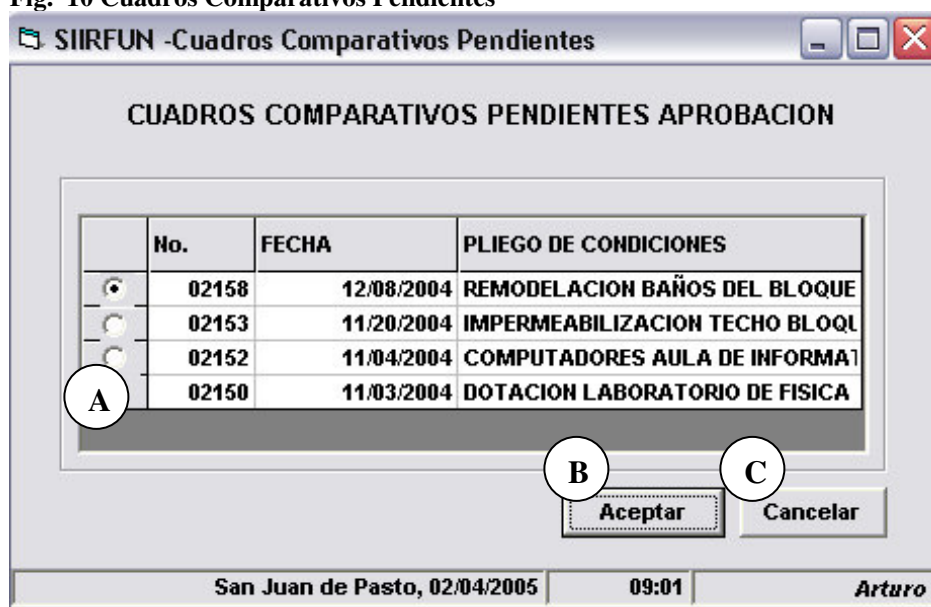 Fig. 10 Cuadros Comparativos Pendientes
SIIRFUN -Cuadros Comparativos Pendientes
CUADROS COMPARATIVOS PENDIENTES APROBACION
No. FECHA PLIEGO DE CONDICIONES
02158 12/08/2004 REMODELACION BAÑOS DEL BLOQUE
02153 11/20/2004 IMPERMEABILIZACION TECHO BLOQU
02152 11/04/2004 COMPUTADORES AULA DE INFORMAT
02150 11/03/2004 DOTACION LABORATORIO DE FISICA
A
B C
Aceptar Cancelar
San Juan de Pasto, 02/04/2005 09:01 Arturo